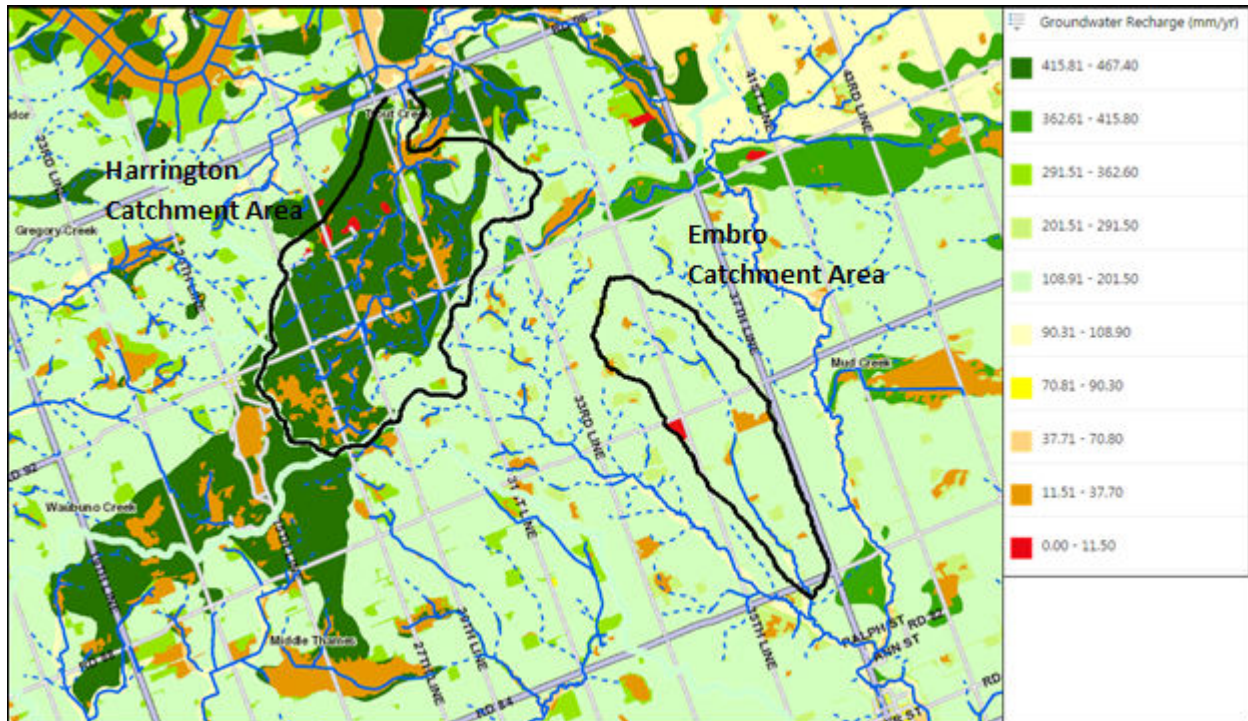 Groundwater Recharge (mm/yr)
415.81 - 467.40
362.61 - 415.80
291.51 - 362.60
201.51 - 291.50
108.91 - 201.50
90.31 - 108.90
70.81 - 90.30
37.71 - 70.80
11.51 - 37.70
0.00 - 11.50
Trout Creek
31ST LINE
43RD LINE
dor
23RD LINE
Harrington
Catchment Area
Gregory Creek
Embro
Catchment Area
37TH LINE
Mud Creek
33RD LINE
RD 92
Waubuno Creek
LINE
Middle Thames
27TH LINE
29TH LINE
RD 84
35TH LINE
RALPH ST
ANN ST
RD
ST